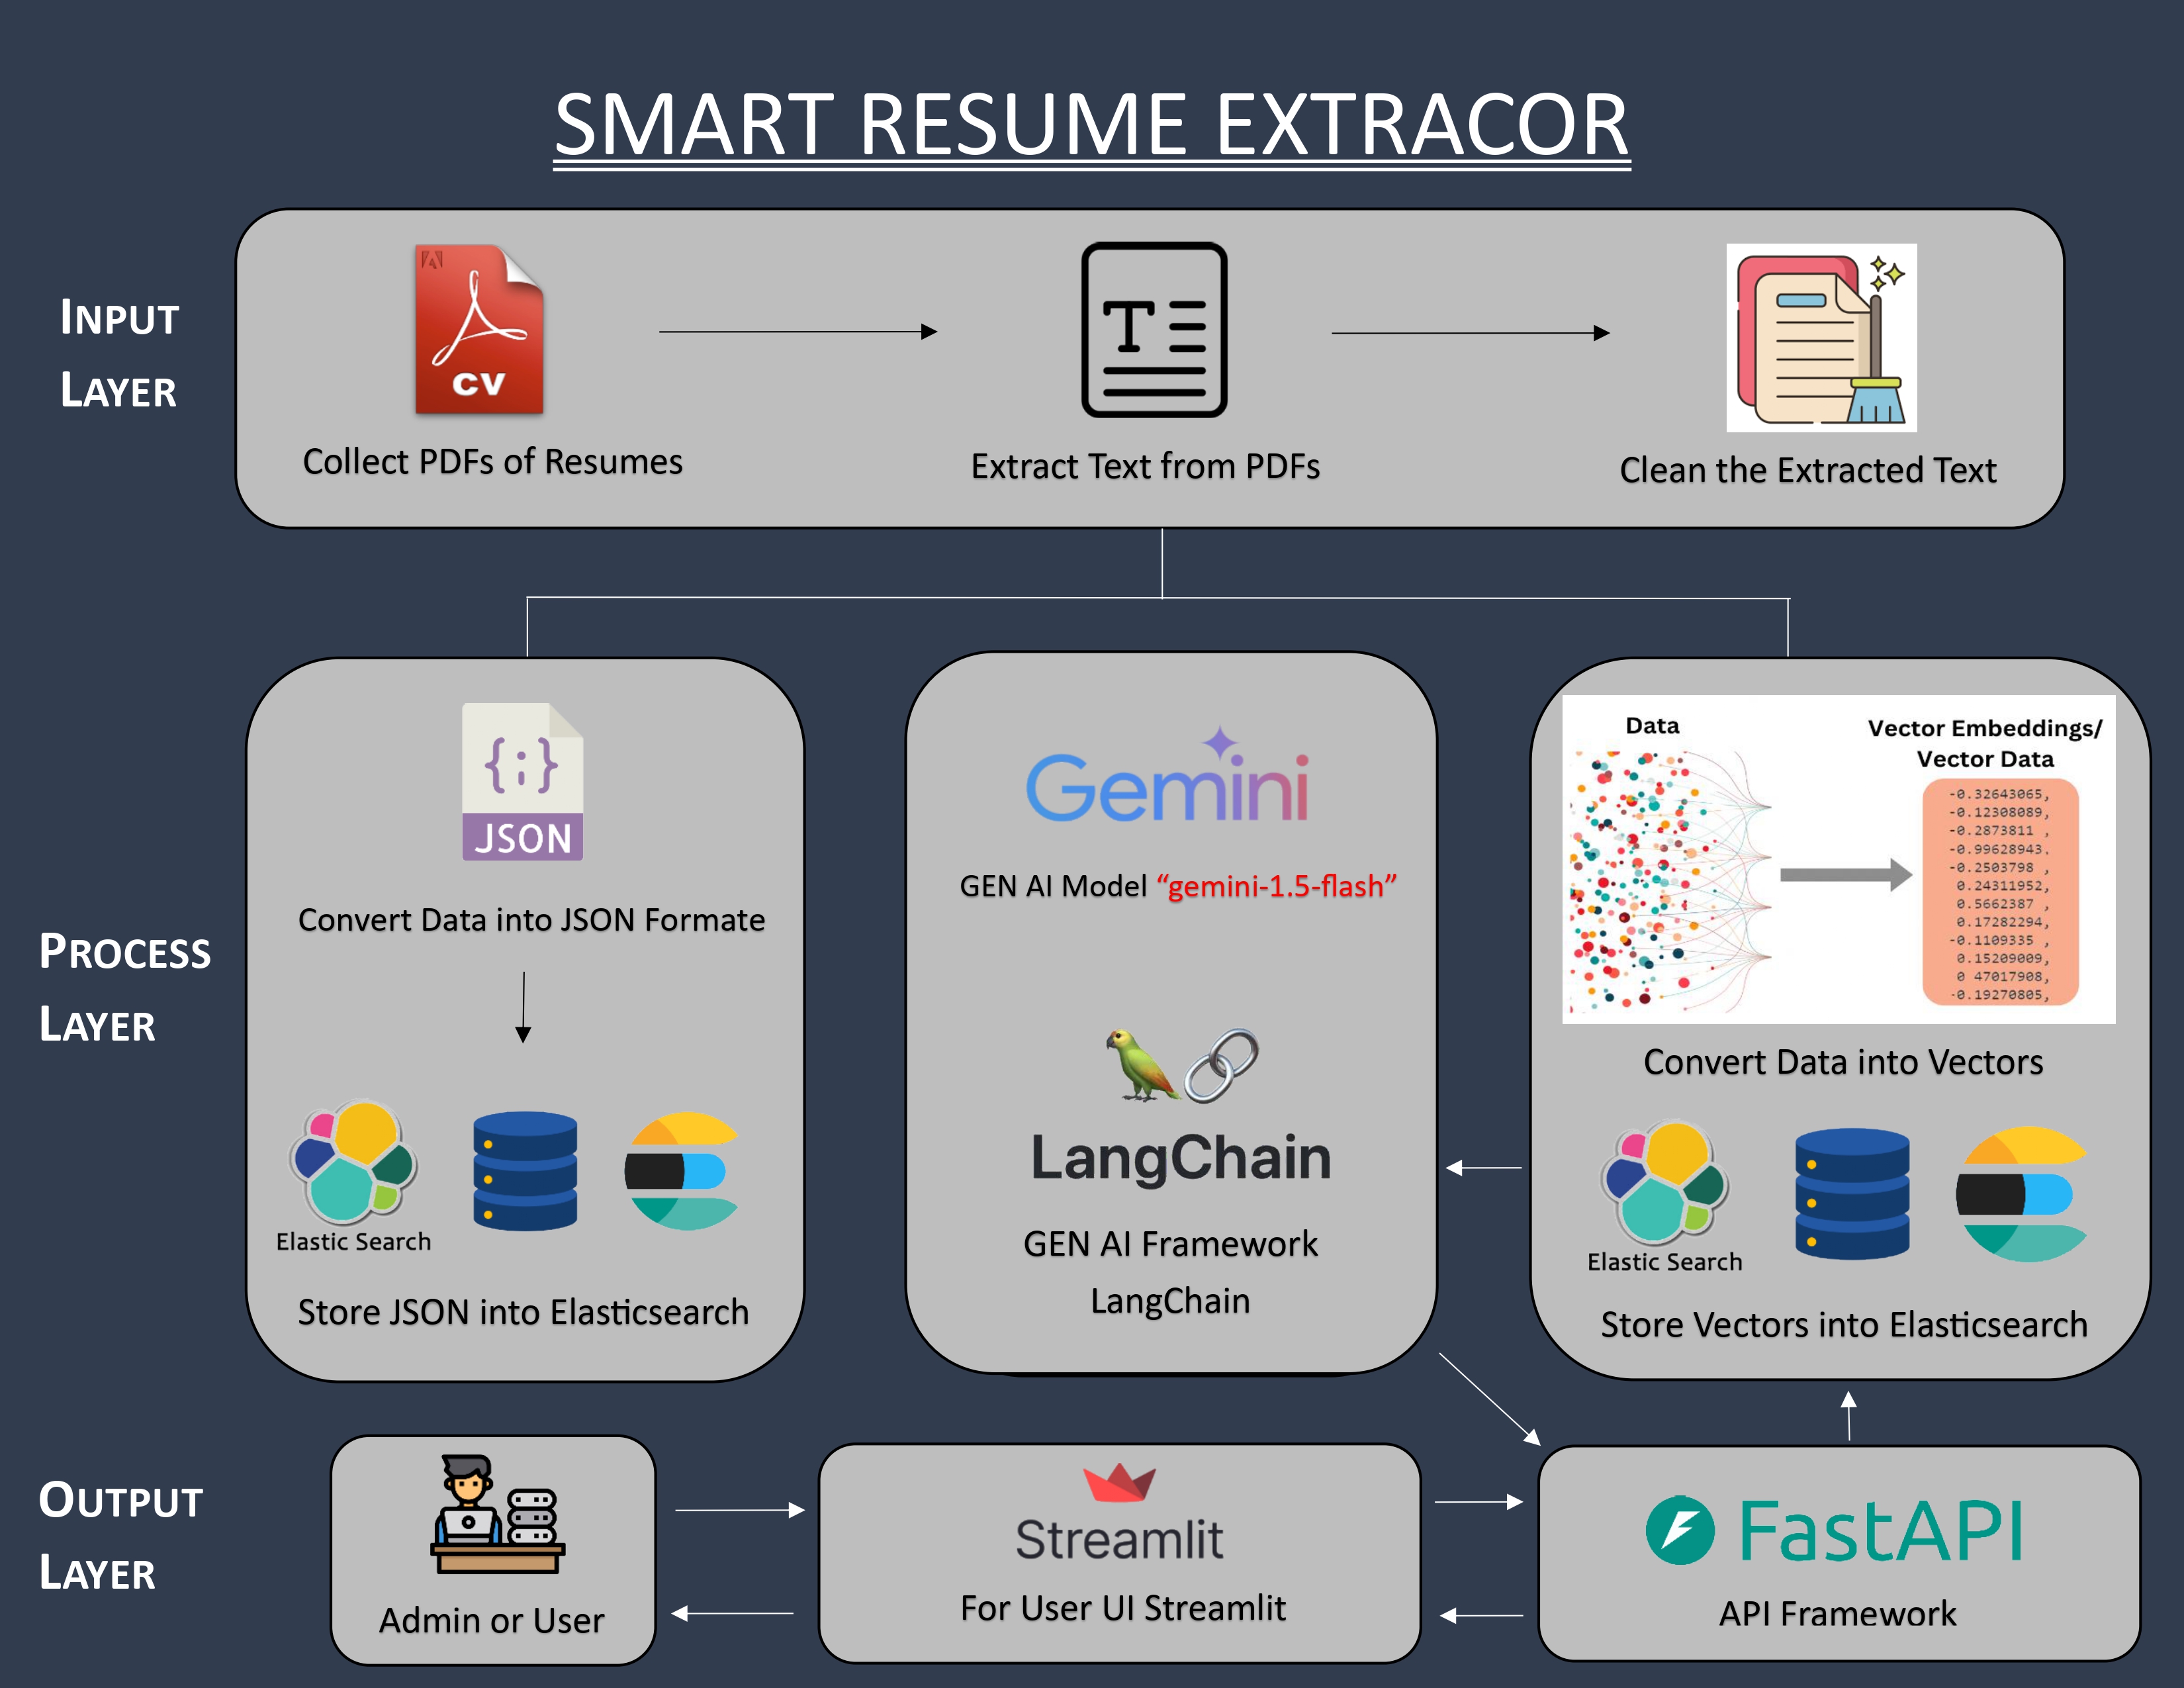 SMART RESUME EXTRACOR
INPUT
LAYER
CV
Collect PDFs of Resumes
T
Extract Text from PDFs
Clean the Extracted Text
PROCESS
LAYER
{;}
JSON
Convert Data into JSON Formate
Elastic Search
Store JSON into Elasticsearch
Gemini
GEN AI Model “gemini-1.5-flash”
LangChain
GEN AI Framework
LangChain
Data
Vector Embeddings/
Vector Data
-0.32643065,
-0.12308089,
-0.2873811 ,
-0.99628943.
-0.2503798 ,
0.24311952,
0.5662387 ,
0.17282294,
-0.1109335 ,
0.15209009,
0 47017908,
-0.19270805,
Convert Data into Vectors
Elastic Search
Store Vectors into Elasticsearch
OUTPUT
LAYER
Admin or User
Streamlit
For User UI Streamlit
FastAPI
API Framework